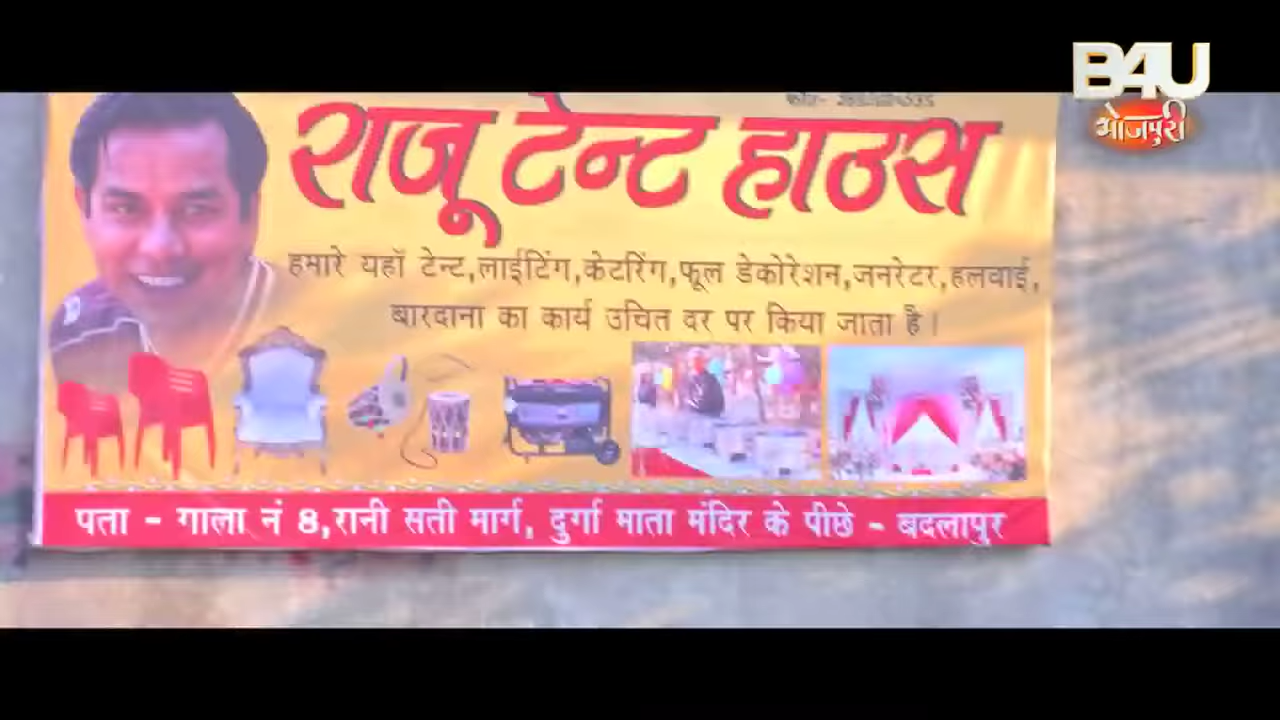 B4U
भोजपुरी
राजू टेन्ट हाउस
हमारे यहाँ टेन्ट,लाईटिंग,केटरिंग,फूल डेकोरेशन,जनरेटर,हलवाई,
बारदाना का कार्य उचित दर पर किया जाता है।
पता - गाला नं 8,रानी सती मार्ग, दुर्गा माता मंदिर के पीछे - बदलापुर